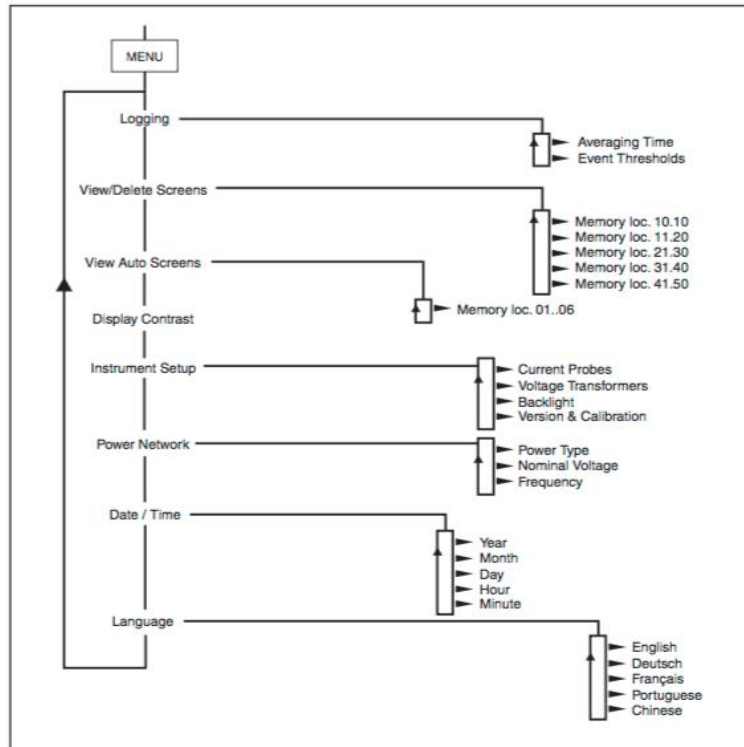 MENU
Logging
Averaging Time
Event Thresholds
View/Delete Screens
Memory loc. 10.10
Memory loc. 11.20
Memory loc. 21.30
Memory loc. 31.40
Memory loc. 41.50
View Auto Screens
Memory loc. 01..06
Display Contrast
Instrument Setup
Current Probes
Voltage Transformers
Backlight
Version & Calibration
Power Network
Power Type
Nominal Voltage
Frequency
Date / Time
Year
Month
Day
Hour
Minute
Language
English
Deutsch
Français
Portuguese
Chinese